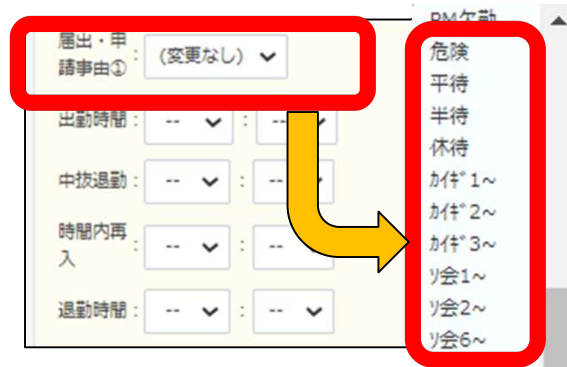 届出・申
請事由① : (変更なし)
出勤時間 : -- : --
中抜退勤 : -- : --
時間内再
入 : -- : --
退勤時間 : -- : --
PM欠勤
危険
平待
半待
休待
ｶｲｷﾞ1~
ｶｲｷﾞ2~
ｶｲｷﾞ3~
ｿ会1~
ｿ会2~
ｿ会6~